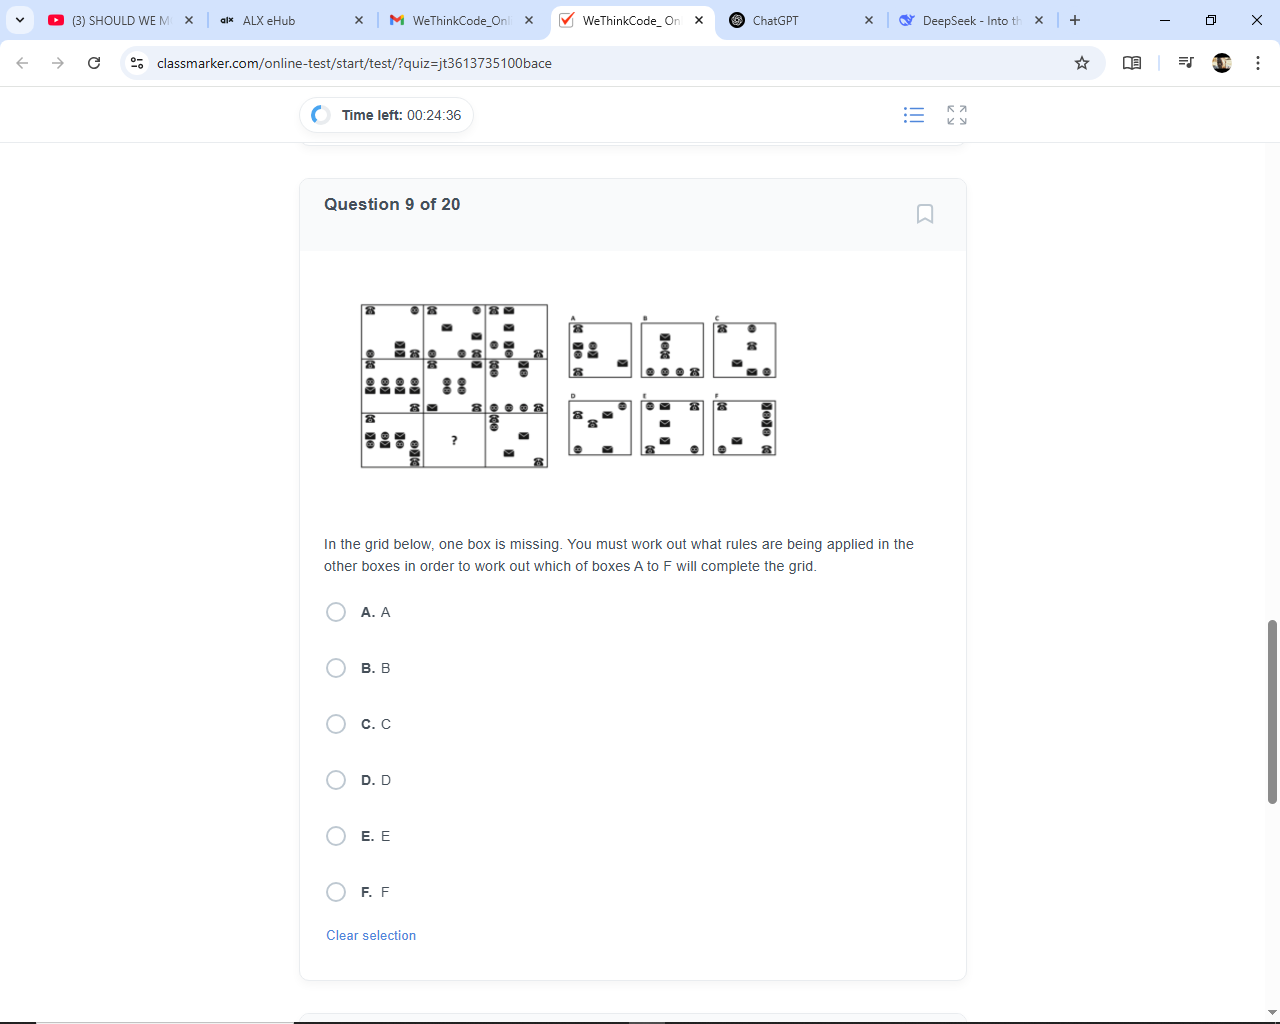 (3) SHOULD WE M
alx ALX eHub
WeThinkCode_Onl
WeThinkCode_ On
ChatGPT
DeepSeek - Into th
classmarker.com/online-test/start/test/?quiz=jt3613735100bace
Time left: 00:24:36
Question 9 of 20
A B C
?
D E F
In the grid below, one box is missing. You must work out what rules are being applied in the
other boxes in order to work out which of boxes A to F will complete the grid.
A. A
B. B
C. C
D. D
E. E
F. F
Clear selection